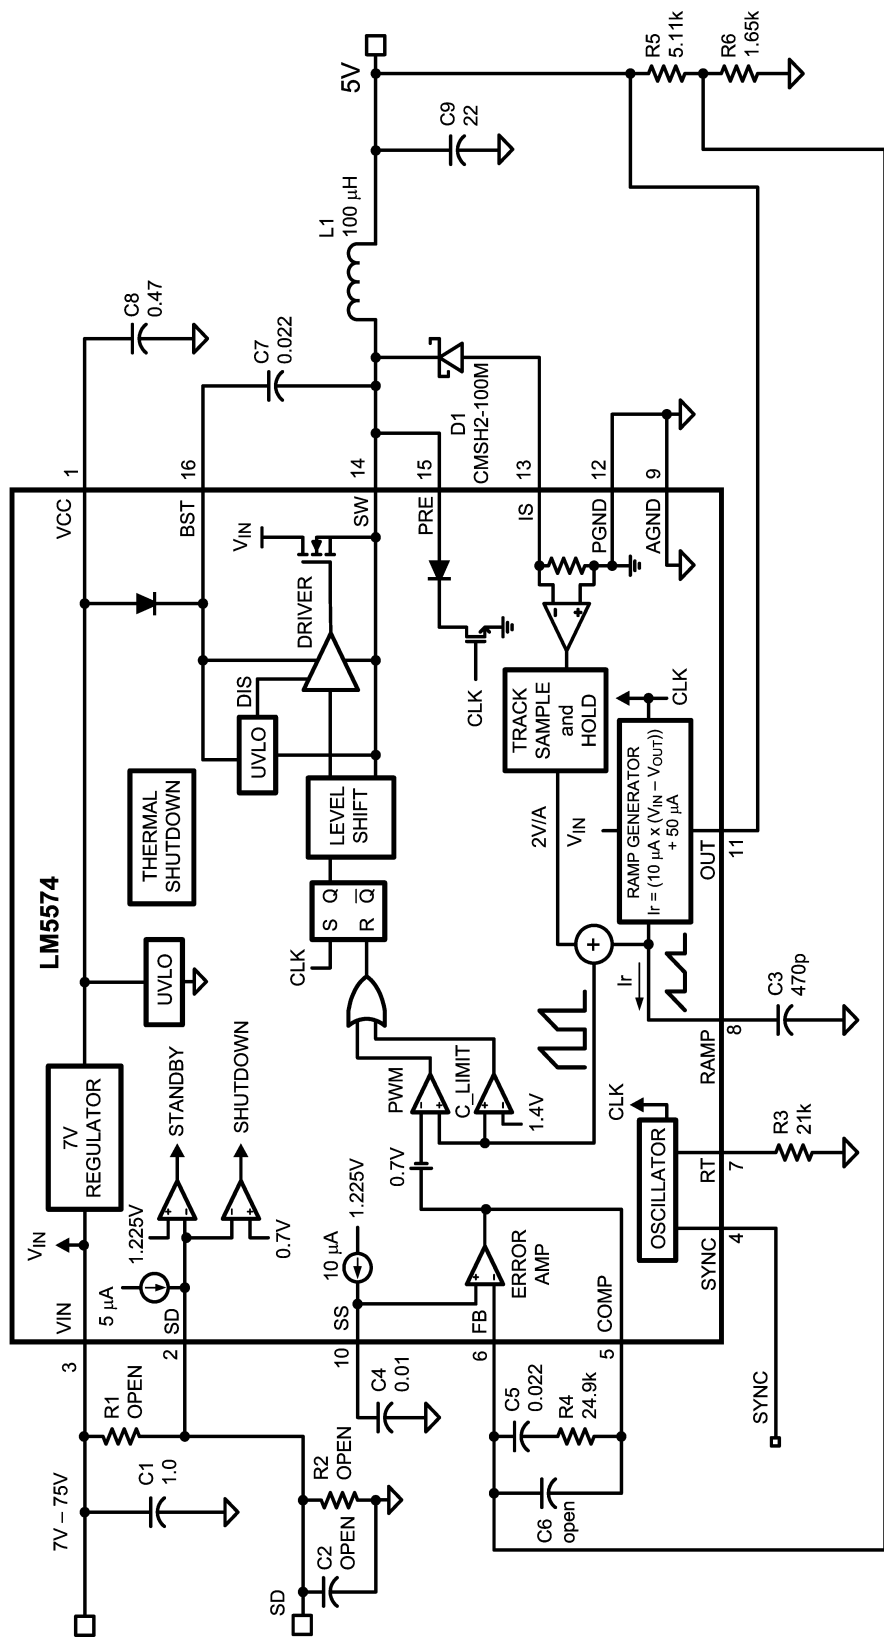 7V – 75V
VIN
3
VIN
7V
REGULATOR
LM5574
VCC
1
C8
0.47
C1
1.0
R1
OPEN
5 µA
1.225V
STANDBY
UVLO
THERMAL
SHUTDOWN
SD
2
0.7V
SHUTDOWN
UVLO
DIS
DRIVER
VIN
BST
16
C7
0.022
SD
C2
OPEN
R2
OPEN
C4
0.01
10
SS
10 µA
1.225V
CLK
S Q
R Q
LEVEL
SHIFT
SW
14
L1
100 µH
5V
C9
22
PRE
15
CLK
D1
CMSH2-100M
6
FB
ERROR
AMP
0.7V
PWM
C_LIMIT
1.4V
2V/A
TRACK
SAMPLE
and
HOLD
IS
13
PGND
12
AGND
9
C5
0.022
R4
24.9k
C6
open
5
COMP
OSCILLATOR
CLK
Ir
VIN
RAMP GENERATOR
Ir = (10 µA x (VIN – VOUT))
+ 50 µA
CLK
SYNC
SYNC
4
RT
7
R3
21k
RAMP
8
C3
470p
OUT
11
R5
5.11k
R6
1.65k